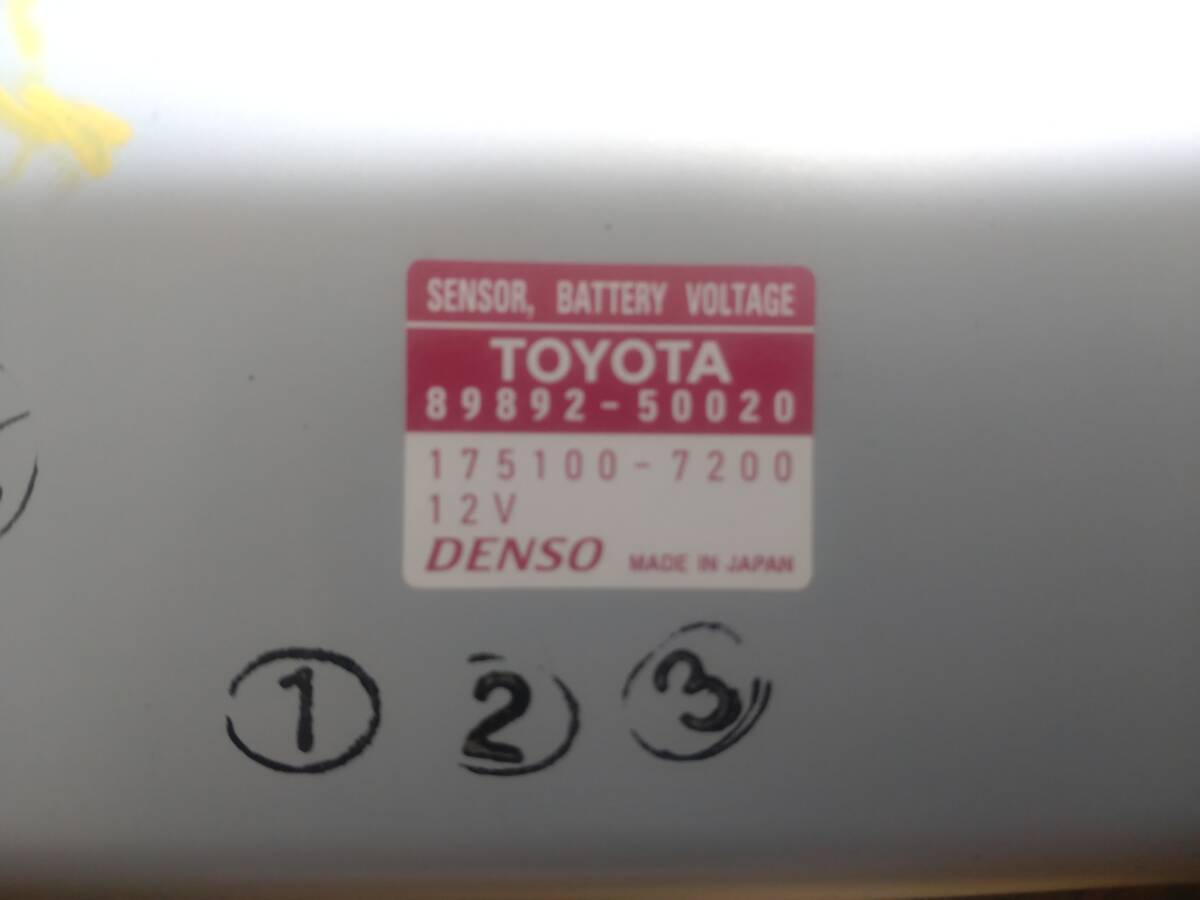 SENSOR, BATTERY VOLTAGE
TOYOTA
89892-50020
175100-7200
12V
DENSO MADE IN JAPAN
① ② ③